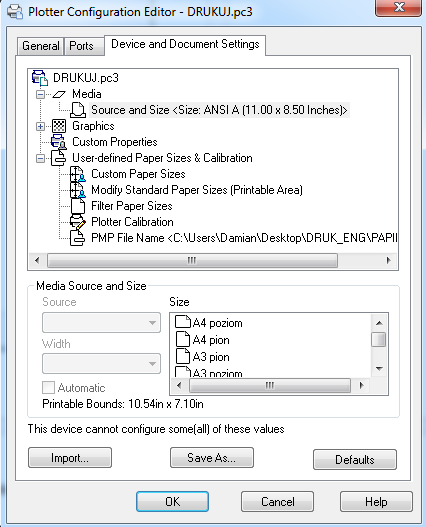 Plotter Configuration Editor - DRUKUJ.pc3
General Ports Device and Document Settings
DRUKUJ.pc3
Media
Source and Size <Size: ANSI A (11.00 x 8.50 Inches)>
Graphics
Custom Properties
User-defined Paper Sizes & Calibration
Custom Paper Sizes
Modify Standard Paper Sizes (Printable Area)
Filter Paper Sizes
Plotter Calibration
PMP File Name <C:\Users\Damian\Desktop\DRUK_ENG\PAPII
Media Source and Size
Source
Size
A4 poziom
A4 pion
Width
A3 pion
A3 poziom
Automatic
Printable Bounds: 10.54in x 7.10in
This device cannot configure some(all) of these values
Import... Save As... Defaults
OK Cancel Help